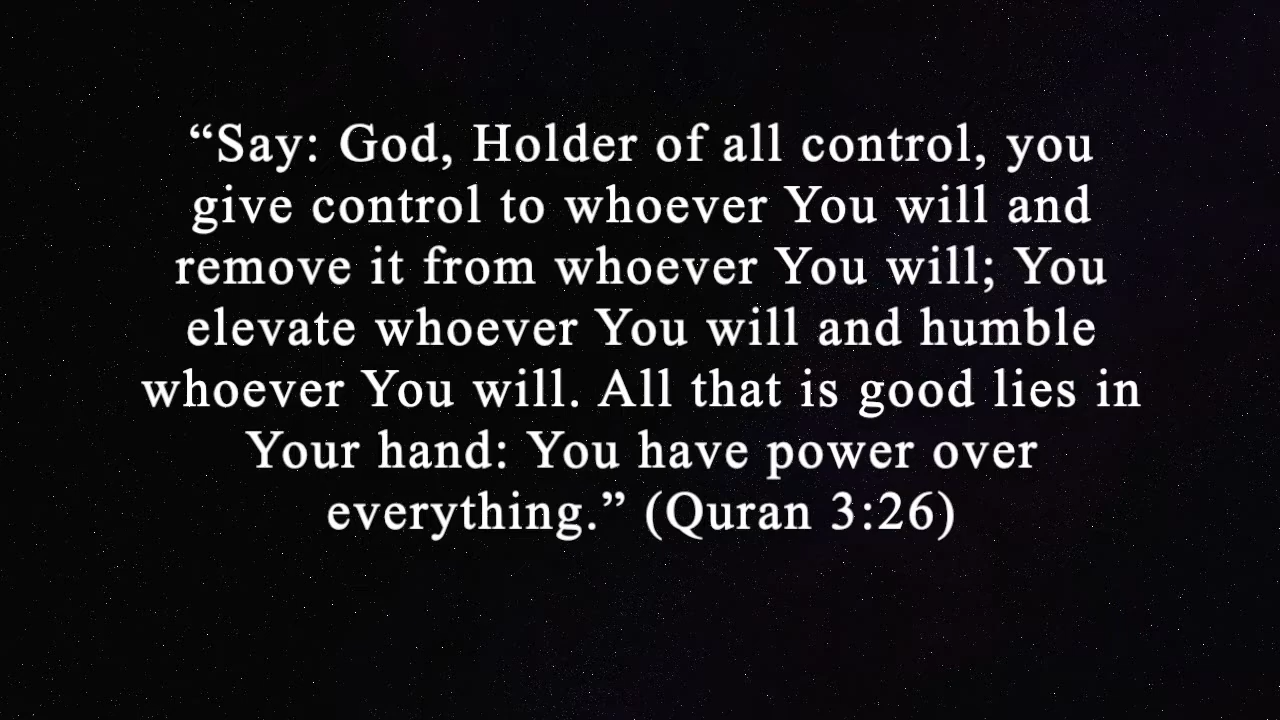 “Say: God, Holder of all control, you
give control to whoever You will and
remove it from whoever You will; You
elevate whoever You will and humble
whoever You will. All that is good lies in
Your hand: You have power over
everything.” (Quran 3:26)